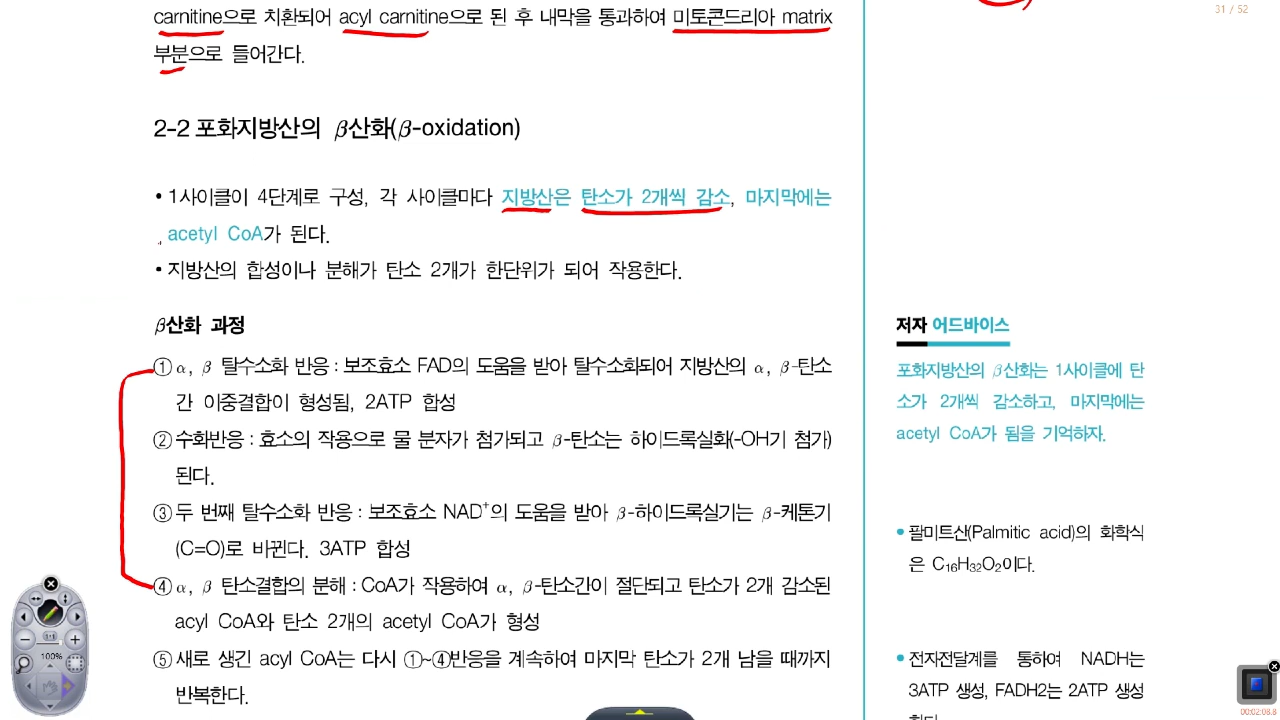 31 / 52
carnitine으로 치환되어 acyl carnitine으로 된 후 내막을 통과하여 미토콘드리아 matrix
부분으로 들어간다.
2-2 포화지방산의 β산화(β-oxidation)
• 1사이클이 4단계로 구성, 각 사이클마다 지방산은 탄소가 2개씩 감소, 마지막에는
acetyl CoA가 된다.
• 지방산의 합성이나 분해가 탄소 2개가 한단위가 되어 작용한다.
β산화 과정
① α, β 탈수소화 반응 : 보조효소 FAD의 도움을 받아 탈수소화되어 지방산의 α, β-탄소
간 이중결합이 형성됨, 2ATP 합성
② 수화반응 : 효소의 작용으로 물 분자가 첨가되고 β-탄소는 하이드록실화(-OH기 첨가)
된다.
③ 두 번째 탈수소화 반응 : 보조효소 NAD⁺의 도움을 받아 β-하이드록실기는 β-케톤기
(C=O)로 바뀐다. 3ATP 합성
④ α, β 탄소결합의 분해 : CoA가 작용하여 α, β-탄소간이 절단되고 탄소가 2개 감소된
acyl CoA와 탄소 2개의 acetyl CoA가 형성
⑤ 새로 생긴 acyl CoA는 다시 ①~④반응을 계속하여 마지막 탄소가 2개 남을 때까지
반복한다.
저자 어드바이스
포화지방산의 β산화는 1사이클에 탄
소가 2개씩 감소하고, 마지막에는
acetyl CoA가 됨을 기억하자.
• 팔미트산(Palmitic acid)의 화학식
은 C₁₆H₃₂O₂이다.
• 전자전달계를 통하여 NADH는
3ATP 생성, FADH2는 2ATP 생성
한다.
1:1
100%
00:02:08.8